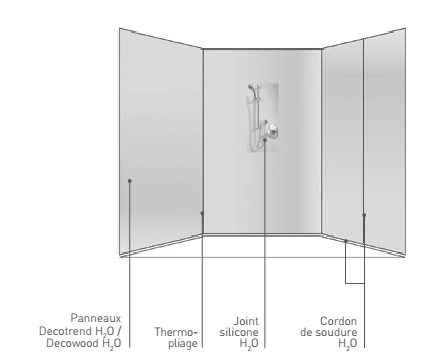 Panneaux
Decotrend H₂O /
Decowood H₂O
Thermo-
pliage
Joint
silicone
H₂O
Cordon
de soudure
H₂O